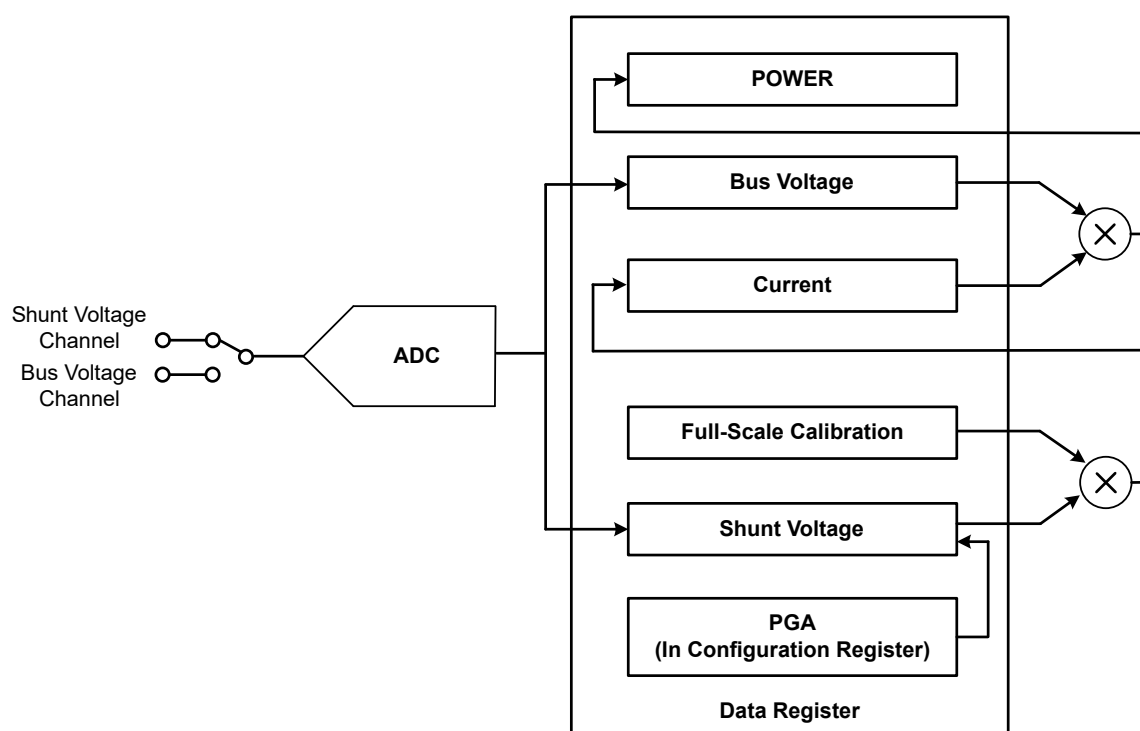 POWER
Bus Voltage
Current
Shunt Voltage
Channel
Bus Voltage
Channel
ADC
Full-Scale Calibration
Shunt Voltage
PGA
(In Configuration Register)
Data Register